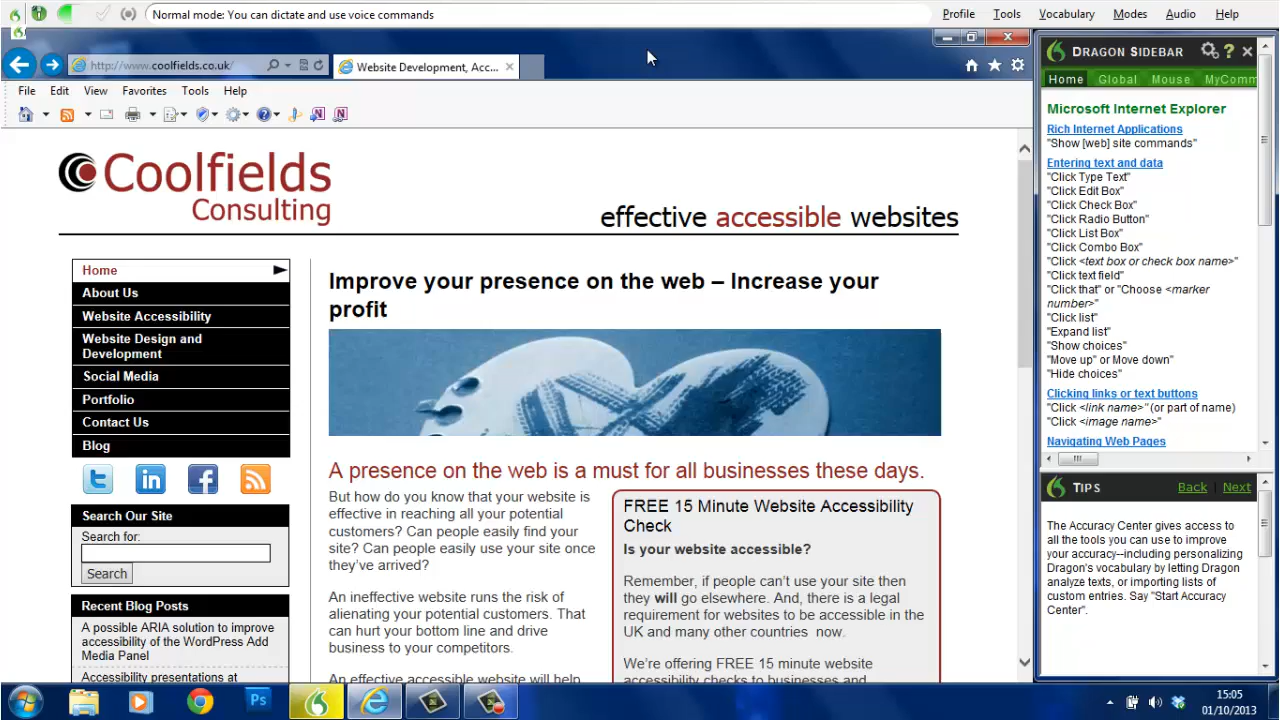 Normal mode: You can dictate and use voice commands
Profile Tools Vocabulary Modes Audio Help
http://www.coolfields.co.uk/
Website Development, Acc...
File Edit View Favorites Tools Help
Coolfields
Consulting
effective accessible websites
Home
About Us
Website Accessibility
Website Design and
Development
Social Media
Portfolio
Contact Us
Blog
Search Our Site
Search for:
Search
Recent Blog Posts
A possible ARIA solution to improve
accessibility of the WordPress Add
Media Panel
Accessibility presentations at
Improve your presence on the web – Increase your
profit
A presence on the web is a must for all businesses these days.
But how do you know that your website is
effective in reaching all your potential
customers? Can people easily find your
site? Can people easily use your site once
they've arrived?
An ineffective website runs the risk of
alienating your potential customers. That
can hurt your bottom line and drive
business to your competitors.
An effective accessible website will help
FREE 15 Minute Website Accessibility
Check
Is your website accessible?
Remember, if people can't use your site then
they will go elsewhere. And, there is a legal
requirement for websites to be accessible in the
UK and many other countries now.
We're offering FREE 15 minute website
accessibility checks to businesses and
DRAGON SIDEBAR
Home Global Mouse MyComm
Microsoft Internet Explorer
Rich Internet Applications
"Show [web] site commands"
Entering text and data
"Click Type Text"
"Click Edit Box"
"Click Check Box"
"Click Radio Button"
"Click List Box"
"Click Combo Box"
"Click <text box or check box name>"
"Click text field"
"Click that" or "Choose <marker
number>"
"Click list"
"Expand list"
"Show choices"
"Move up" or Move down"
"Hide choices"
Clicking links or text buttons
"Click <link name>" (or part of name)
"Click <image name>"
Navigating Web Pages
TIPS Back | Next
The Accuracy Center gives access to
all the tools you can use to improve
your accuracy--including personalizing
Dragon's vocabulary by letting Dragon
analyze texts, or importing lists of
custom entries. Say "Start Accuracy
Center".
Ps
15:05
01/10/2013